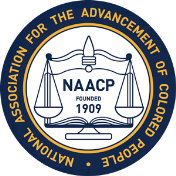 NATIONAL ASSOCIATION FOR THE ADVANCEMENT OF COLORED PEOPLE
NAACP
FOUNDED
1909